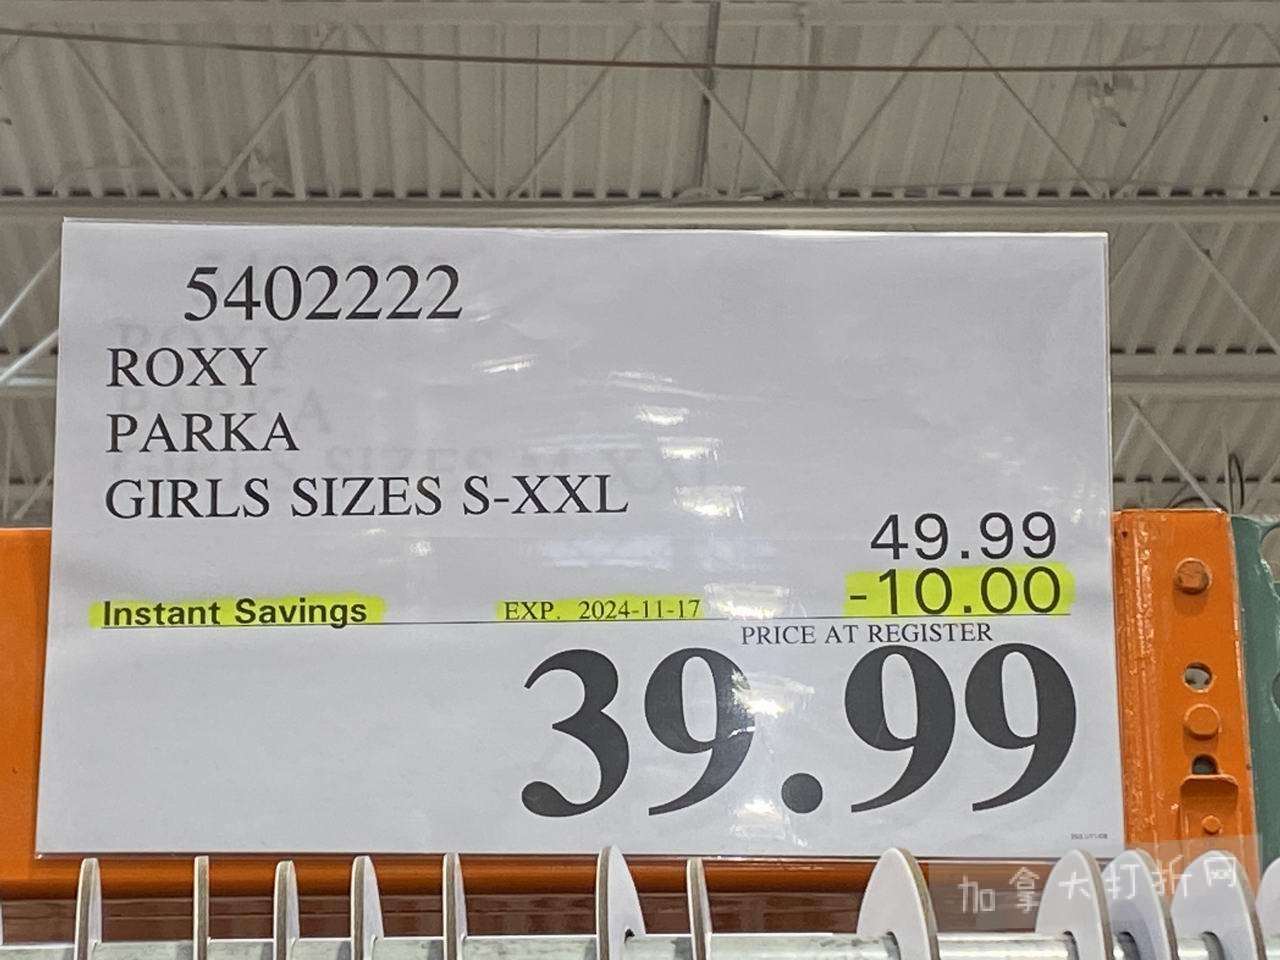 5402222
ROXY
PARKA
GIRLS SIZES S-XXL
49.99
Instant Savings EXP. 2024-11-17 -10.00
PRICE AT REGISTER
39.99
加拿大打折网